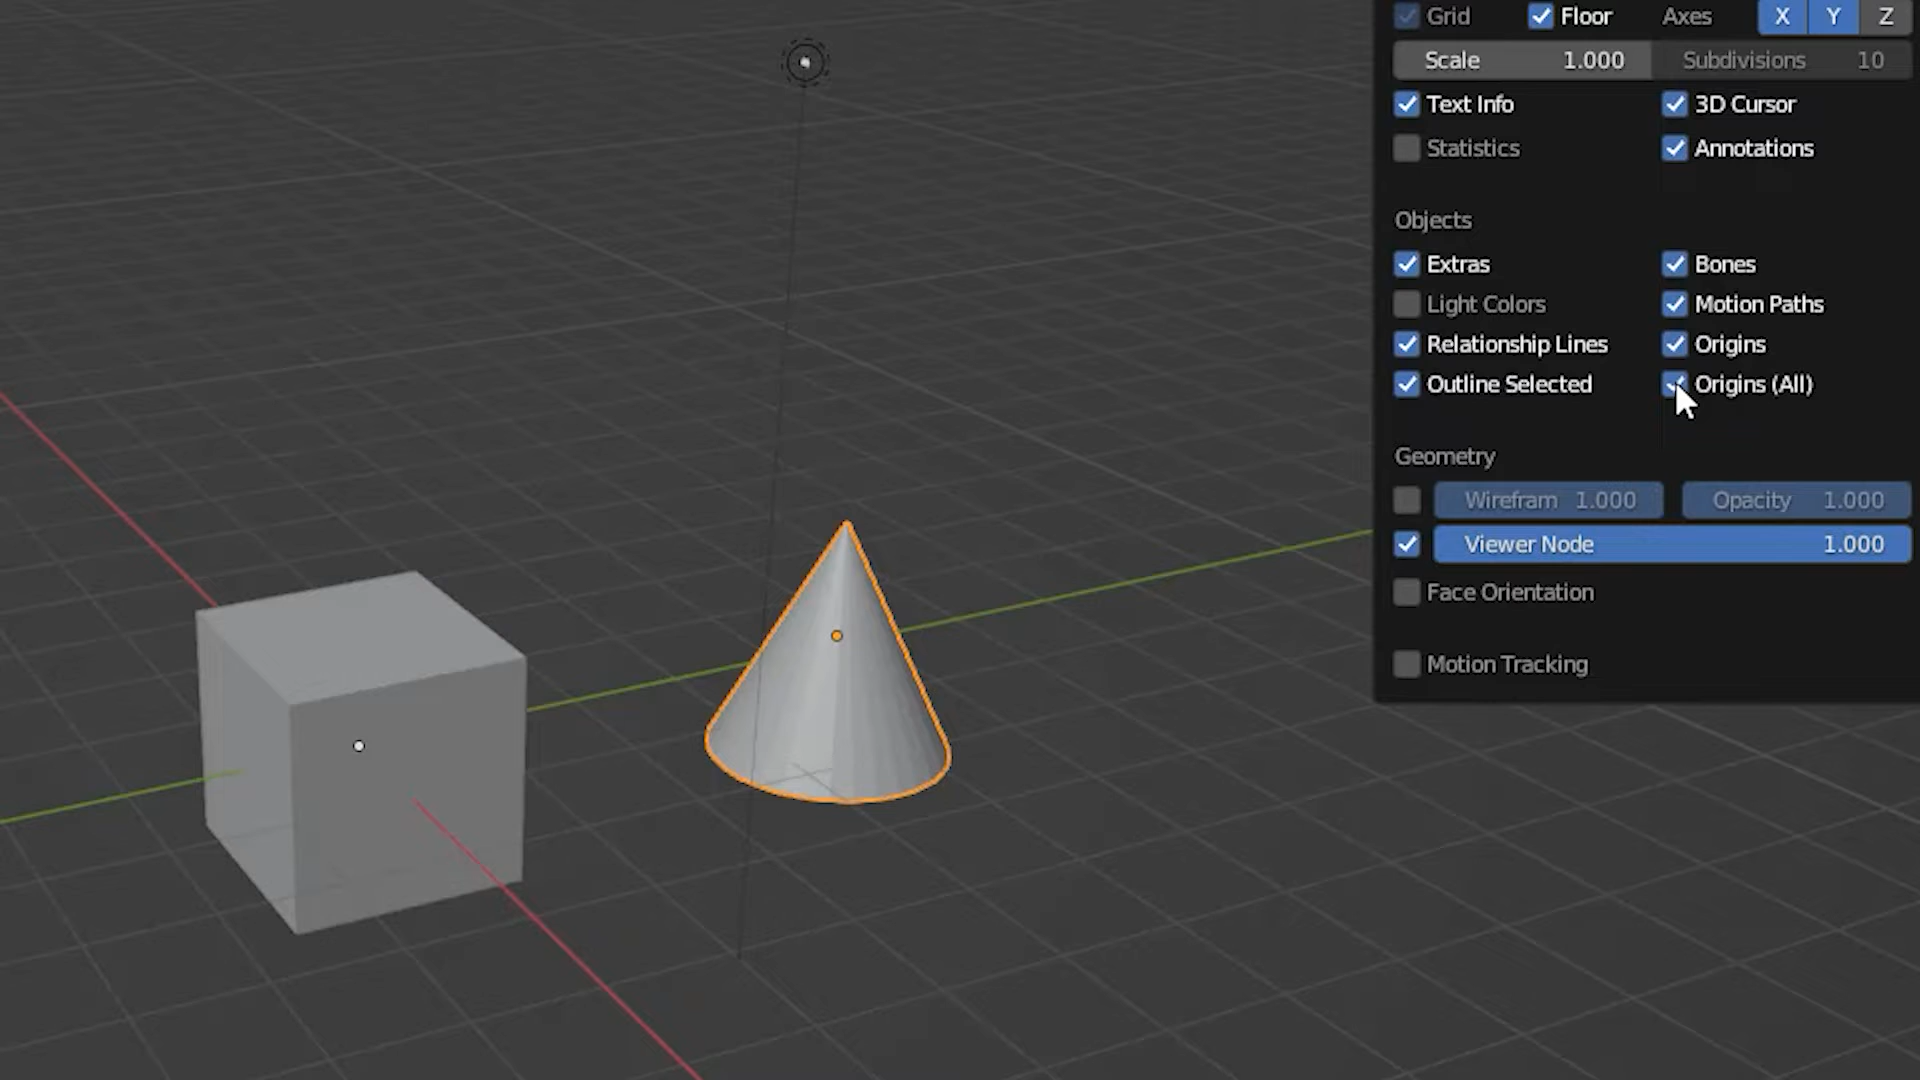 Grid Floor Axes X Y Z
Scale 1.000 Subdivisions 10
Text Info 3D Cursor
Statistics Annotations
Objects
Extras Bones
Light Colors Motion Paths
Relationship Lines Origins
Outline Selected Origins (All)
Geometry
Wirefram 1.000 Opacity 1.000
Viewer Node 1.000
Face Orientation
Motion Tracking